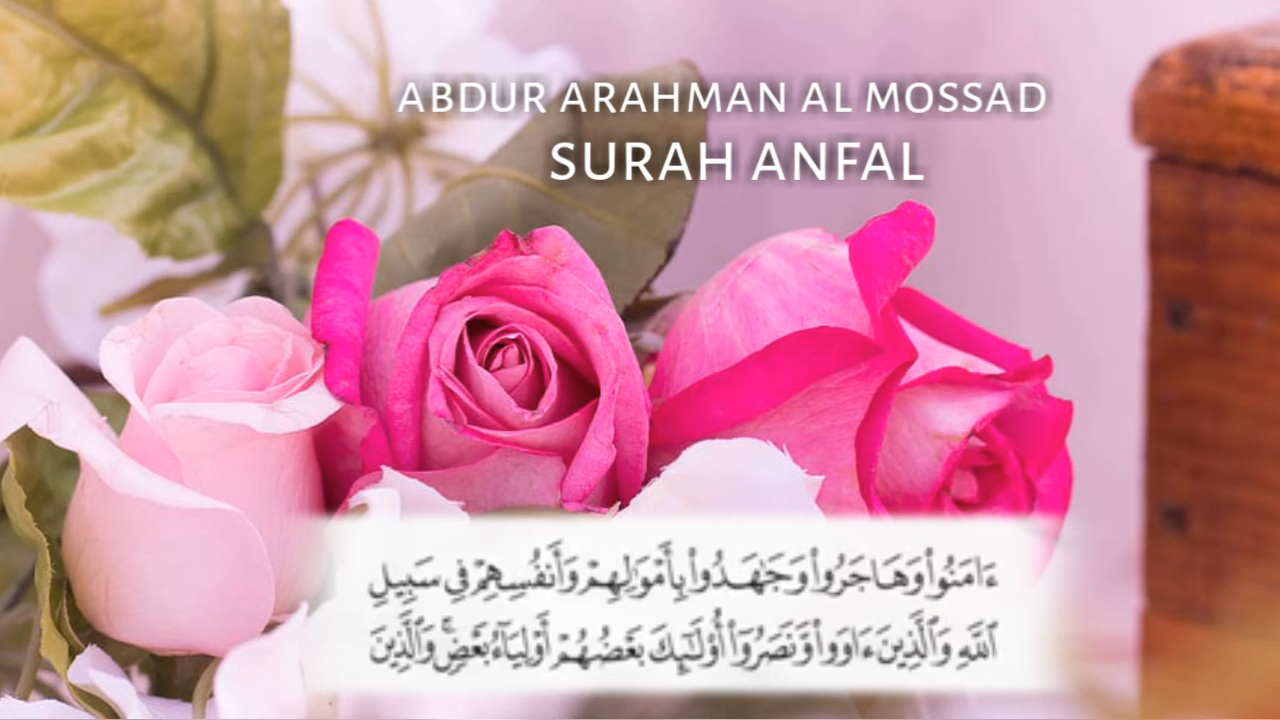 ABDUR ARAHMAN AL MOSSAD
SURAH ANFAL
ءَامَنُوا۟ وَهَاجَرُوا۟ وَجَـٰهَدُوا۟ بِأَمْوَٰلِهِمْ وَأَنفُسِهِمْ فِى سَبِيلِ
ٱللَّهِ وَٱلَّذِينَ ءَاوَوا۟ وَّنَصَرُوٓا۟ أُو۟لَـٰٓئِكَ بَعْضُهُمْ أَوْلِيَآءُ بَعْضٍ ۚ وَٱلَّذِينَ